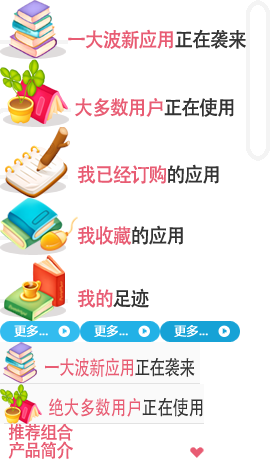 一大波新应用正在袭来
大多数用户正在使用
我已经订购的应用
我收藏的应用
我的足迹
更多... 更多... 更多...
一大波新应用正在袭来
绝大多数用户正在使用
推荐组合
产品简介